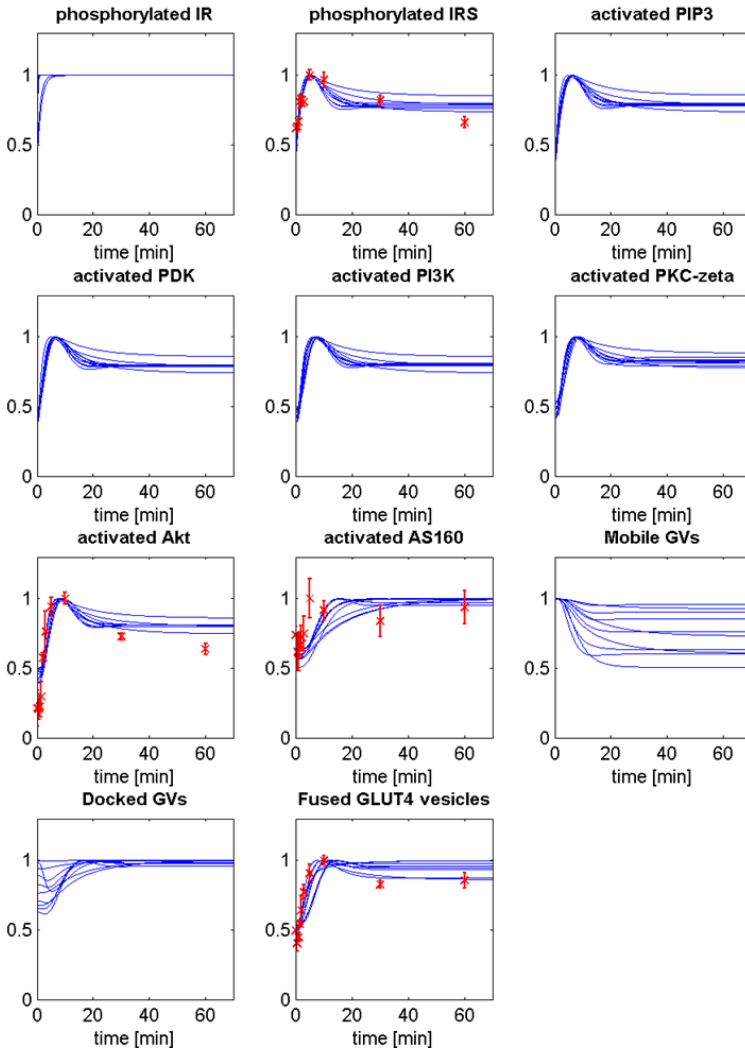 phosphorylated IR phosphorylated IRS activated PIP3
1 1 1
0.5 0.5 0.5
0 0 0
0 20 40 60 0 20 40 60 0 20 40 60
time [min] time [min] time [min]
activated PDK activated PI3K activated PKC-zeta
1 1 1
0.5 0.5 0.5
0 0 0
0 20 40 60 0 20 40 60 0 20 40 60
time [min] time [min] time [min]
activated Akt activated AS160 Mobile GVs
1 1 1
0.5 0.5 0.5
0 0 0
0 20 40 60 0 20 40 60 0 20 40 60
time [min] time [min] time [min]
Docked GVs Fused GLUT4 vesicles
1 1
0.5 0.5
0 0
0 20 40 60 0 20 40 60
time [min] time [min]